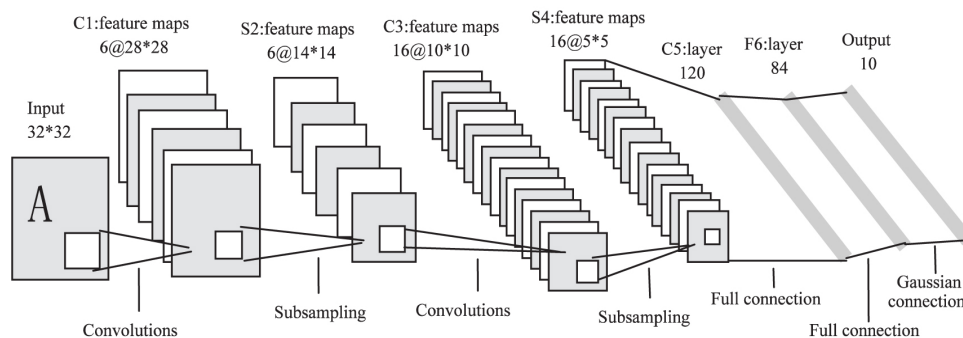 C1:feature maps
6@28*28
S2:feature maps
6@14*14
C3:feature maps
16@10*10
S4:feature maps
16@5*5
C5:layer
120
F6:layer
84
Output
10
Input
32*32
A
Convolutions
Subsampling
Convolutions
Subsampling
Full connection
Full connection
Gaussian
connection